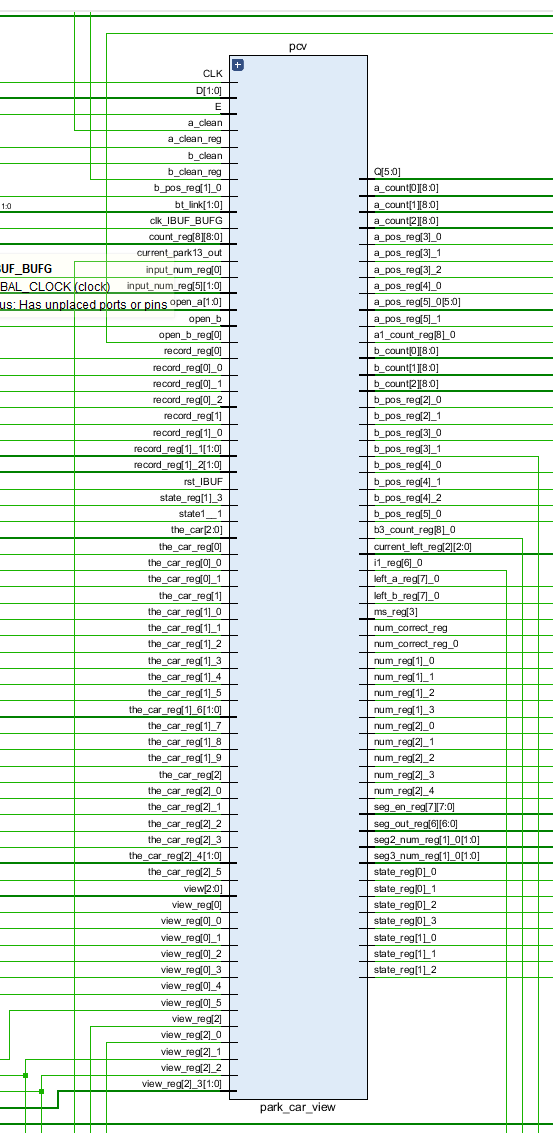 pcv
CLK
D[1:0]
E
a_clean
a_clean_reg
b_clean
b_clean_reg
b_pos_reg[1]_0
1:0
bt_link[1:0]
clk_IBUF_BUFG
count_reg[8][8:0]
current_park13_out
UF_BUFG
input_num_reg[0]
BAL_CLOCK (clock)
input_num_reg[5][1:0]
us: Has unplaced ports or pins
open_a[1:0]
open_b
open_b_reg[0]
record_reg[0]
record_reg[0]_0
record_reg[0]_1
record_reg[0]_2
record_reg[1]
record_reg[1]_0
record_reg[1]_1[1:0]
record_reg[1]_2[1:0]
rst_IBUF
state_reg[1]_3
state1__1
the_car[2:0]
the_car_reg[0]
the_car_reg[0]_0
the_car_reg[0]_1
the_car_reg[1]
the_car_reg[1]_0
the_car_reg[1]_1
the_car_reg[1]_2
the_car_reg[1]_3
the_car_reg[1]_4
the_car_reg[1]_5
the_car_reg[1]_6[1:0]
the_car_reg[1]_7
the_car_reg[1]_8
the_car_reg[1]_9
the_car_reg[2]
the_car_reg[2]_0
the_car_reg[2]_1
the_car_reg[2]_2
the_car_reg[2]_3
the_car_reg[2]_4[1:0]
the_car_reg[2]_5
view[2:0]
view_reg[0]
view_reg[0]_0
view_reg[0]_1
view_reg[0]_2
view_reg[0]_3
view_reg[0]_4
view_reg[0]_5
view_reg[2]
view_reg[2]_0
view_reg[2]_1
view_reg[2]_2
view_reg[2]_3[1:0]
Q[5:0]
a_count[0][8:0]
a_count[1][8:0]
a_count[2][8:0]
a_pos_reg[3]_0
a_pos_reg[3]_1
a_pos_reg[3]_2
a_pos_reg[4]_0
a_pos_reg[5]_0[5:0]
a_pos_reg[5]_1
a1_count_reg[8]_0
b_count[0][8:0]
b_count[1][8:0]
b_count[2][8:0]
b_pos_reg[2]_0
b_pos_reg[2]_1
b_pos_reg[3]_0
b_pos_reg[3]_1
b_pos_reg[4]_0
b_pos_reg[4]_1
b_pos_reg[4]_2
b_pos_reg[5]_0
b3_count_reg[8]_0
current_left_reg[2][2:0]
i1_reg[6]_0
left_a_reg[7]_0
left_b_reg[7]_0
ms_reg[3]
num_correct_reg
num_correct_reg_0
num_reg[1]_0
num_reg[1]_1
num_reg[1]_2
num_reg[1]_3
num_reg[2]_0
num_reg[2]_1
num_reg[2]_2
num_reg[2]_3
num_reg[2]_4
seg_en_reg[7][7:0]
seg_out_reg[6][6:0]
seg2_num_reg[1]_0[1:0]
seg3_num_reg[1]_0[1:0]
state_reg[0]_0
state_reg[0]_1
state_reg[0]_2
state_reg[0]_3
state_reg[1]_0
state_reg[1]_1
state_reg[1]_2
park_car_view